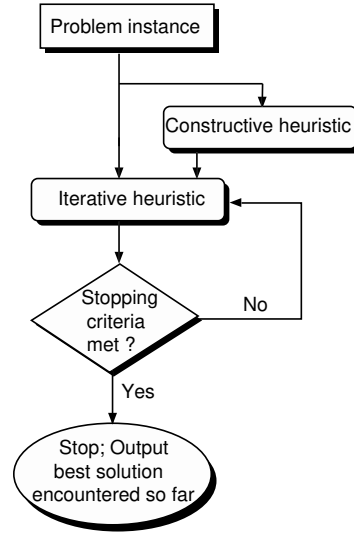 Problem instance
Constructive heuristic
Iterative heuristic
Stopping
criteria
met ?
No
Yes
Stop; Output
best solution
encountered so far